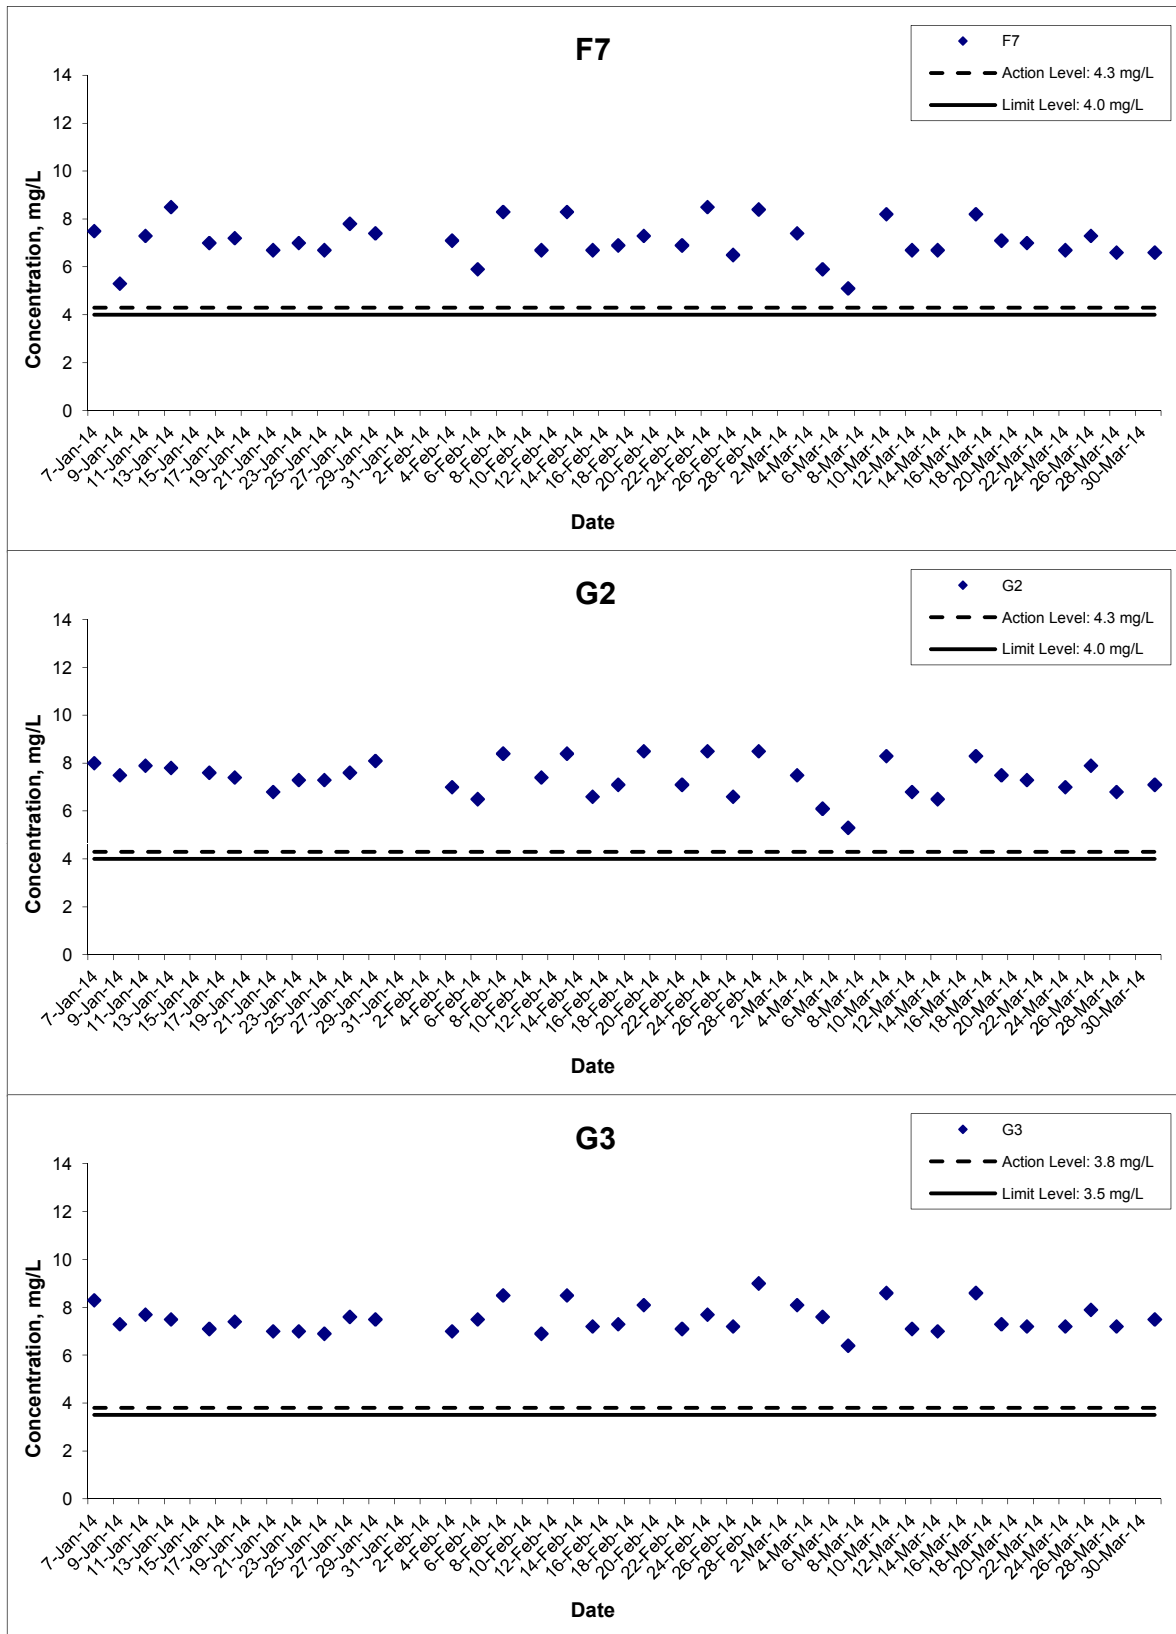 F7
F7
Action Level: 4.3 mg/L
Limit Level: 4.0 mg/L
Concentration, mg/L
14
12
10
8
6
4
2
0
7-Jan-14
9-Jan-14
11-Jan-14
13-Jan-14
15-Jan-14
17-Jan-14
19-Jan-14
21-Jan-14
23-Jan-14
25-Jan-14
27-Jan-14
29-Jan-14
31-Jan-14
2-Feb-14
4-Feb-14
6-Feb-14
8-Feb-14
10-Feb-14
12-Feb-14
14-Feb-14
16-Feb-14
18-Feb-14
20-Feb-14
22-Feb-14
24-Feb-14
26-Feb-14
28-Feb-14
2-Mar-14
4-Mar-14
6-Mar-14
8-Mar-14
10-Mar-14
12-Mar-14
14-Mar-14
16-Mar-14
18-Mar-14
20-Mar-14
22-Mar-14
24-Mar-14
26-Mar-14
28-Mar-14
30-Mar-14
Date
G2
G2
Action Level: 4.3 mg/L
Limit Level: 4.0 mg/L
Concentration, mg/L
14
12
10
8
6
4
2
0
7-Jan-14
9-Jan-14
11-Jan-14
13-Jan-14
15-Jan-14
17-Jan-14
19-Jan-14
21-Jan-14
23-Jan-14
25-Jan-14
27-Jan-14
29-Jan-14
31-Jan-14
2-Feb-14
4-Feb-14
6-Feb-14
8-Feb-14
10-Feb-14
12-Feb-14
14-Feb-14
16-Feb-14
18-Feb-14
20-Feb-14
22-Feb-14
24-Feb-14
26-Feb-14
28-Feb-14
2-Mar-14
4-Mar-14
6-Mar-14
8-Mar-14
10-Mar-14
12-Mar-14
14-Mar-14
16-Mar-14
18-Mar-14
20-Mar-14
22-Mar-14
24-Mar-14
26-Mar-14
28-Mar-14
30-Mar-14
Date
G3
G3
Action Level: 3.8 mg/L
Limit Level: 3.5 mg/L
Concentration, mg/L
14
12
10
8
6
4
2
0
7-Jan-14
9-Jan-14
11-Jan-14
13-Jan-14
15-Jan-14
17-Jan-14
19-Jan-14
21-Jan-14
23-Jan-14
25-Jan-14
27-Jan-14
29-Jan-14
31-Jan-14
2-Feb-14
4-Feb-14
6-Feb-14
8-Feb-14
10-Feb-14
12-Feb-14
14-Feb-14
16-Feb-14
18-Feb-14
20-Feb-14
22-Feb-14
24-Feb-14
26-Feb-14
28-Feb-14
2-Mar-14
4-Mar-14
6-Mar-14
8-Mar-14
10-Mar-14
12-Mar-14
14-Mar-14
16-Mar-14
18-Mar-14
20-Mar-14
22-Mar-14
24-Mar-14
26-Mar-14
28-Mar-14
30-Mar-14
Date